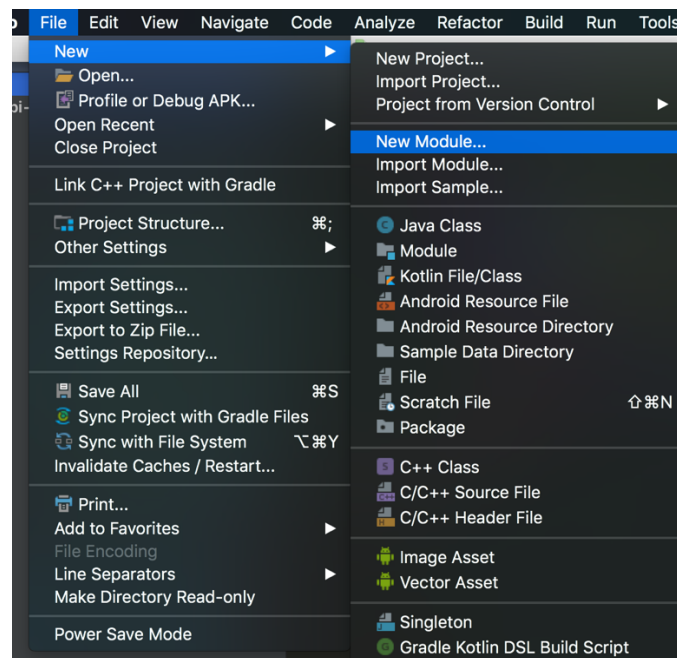 File Edit View Navigate Code Analyze Refactor Build Run Tools
New
Open...
Profile or Debug APK...
Open Recent
Close Project
Link C++ Project with Gradle
Project Structure... ⌘;
Other Settings
Import Settings...
Export Settings...
Export to Zip File...
Settings Repository...
Save All ⌘S
Sync Project with Gradle Files
Sync with File System ⌥⌘Y
Invalidate Caches / Restart...
Print...
Add to Favorites
File Encoding
Line Separators
Make Directory Read-only
Power Save Mode
New Project...
Import Project...
Project from Version Control
New Module...
Import Module...
Import Sample...
Java Class
Module
Kotlin File/Class
Android Resource File
Android Resource Directory
Sample Data Directory
File
Scratch File ⇧⌘N
Package
C++ Class
C/C++ Source File
C/C++ Header File
Image Asset
Vector Asset
Singleton
Gradle Kotlin DSL Build Script